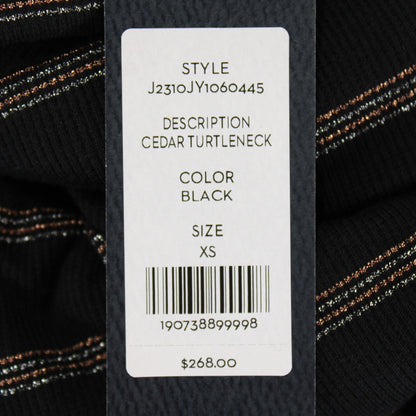 STYLE
J2310JY1060445
DESCRIPTION
CEDAR TURTLENECK
COLOR
BLACK
SIZE
XS
190738899998
$268.00